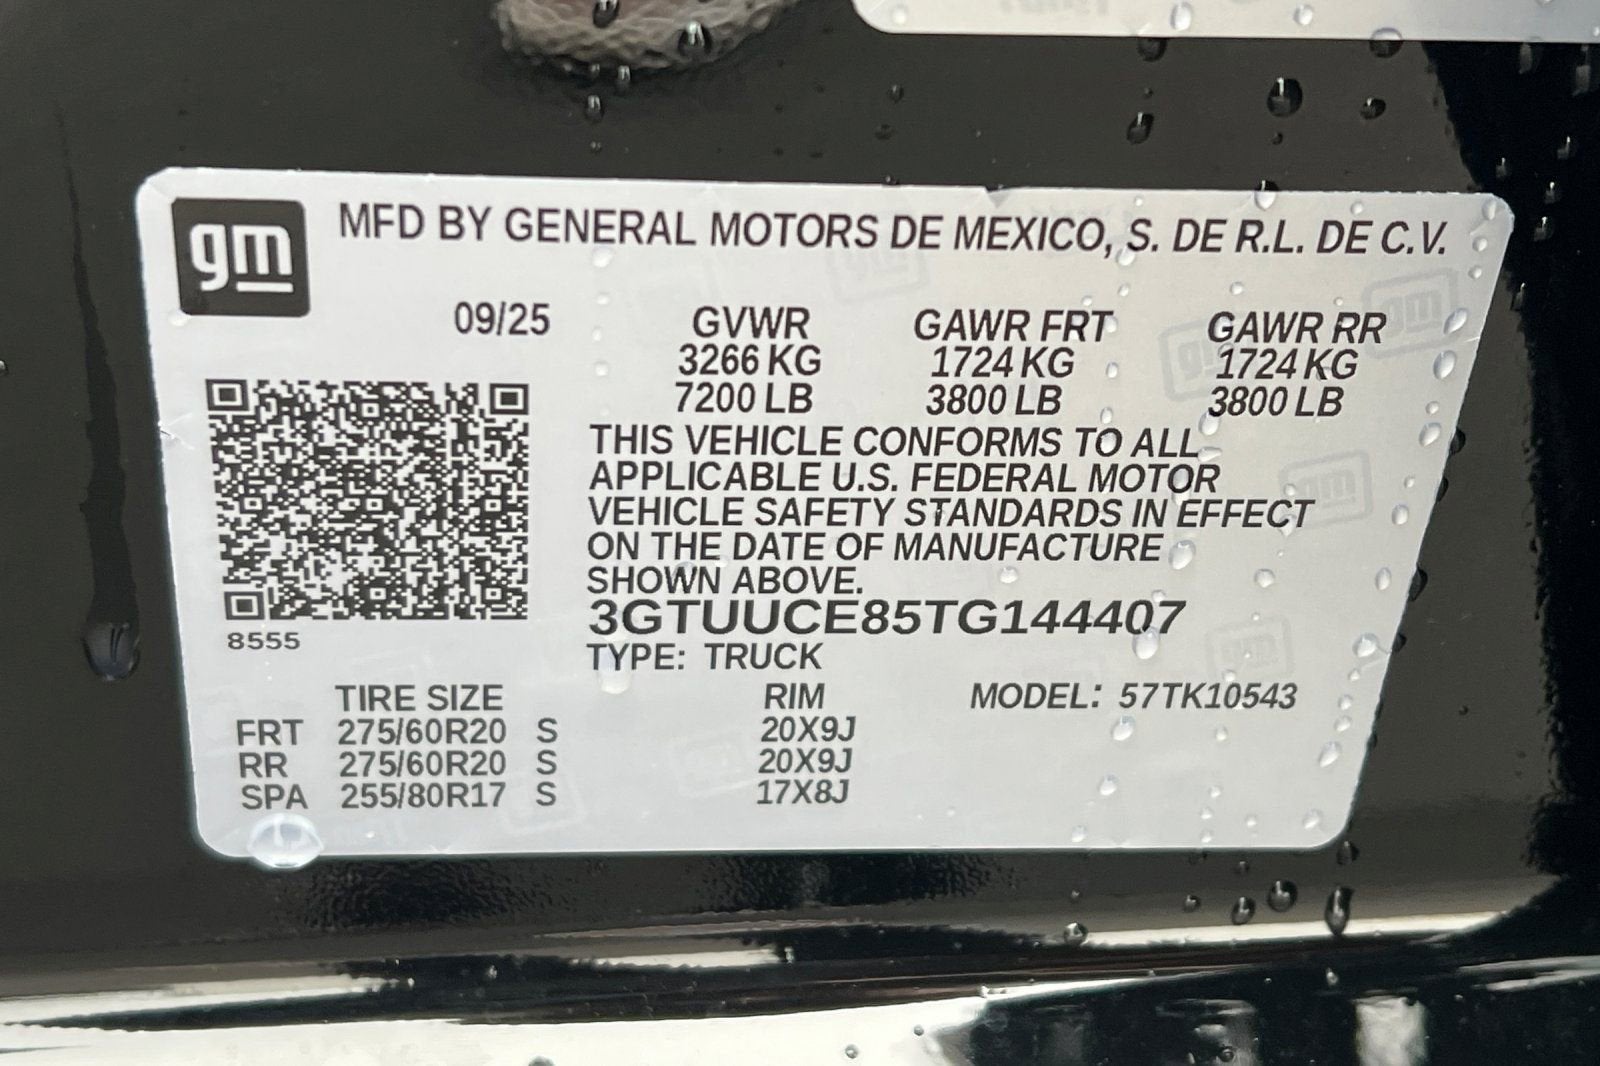 gm
MFD BY GENERAL MOTORS DE MEXICO, S. DE R.L. DE C.V.
09/25 GVWR GAWR FRT GAWR RR
3266 KG 1724 KG 1724 KG
7200 LB 3800 LB 3800 LB
THIS VEHICLE CONFORMS TO ALL
APPLICABLE U.S. FEDERAL MOTOR
VEHICLE SAFETY STANDARDS IN EFFECT
ON THE DATE OF MANUFACTURE
SHOWN ABOVE.
3GTUUCE85TG144407
8555
TYPE: TRUCK
TIRE SIZE RIM MODEL: 57TK10543
FRT 275/60R20 S 20X9J
RR 275/60R20 S 20X9J
SPA 255/80R17 S 17X8J